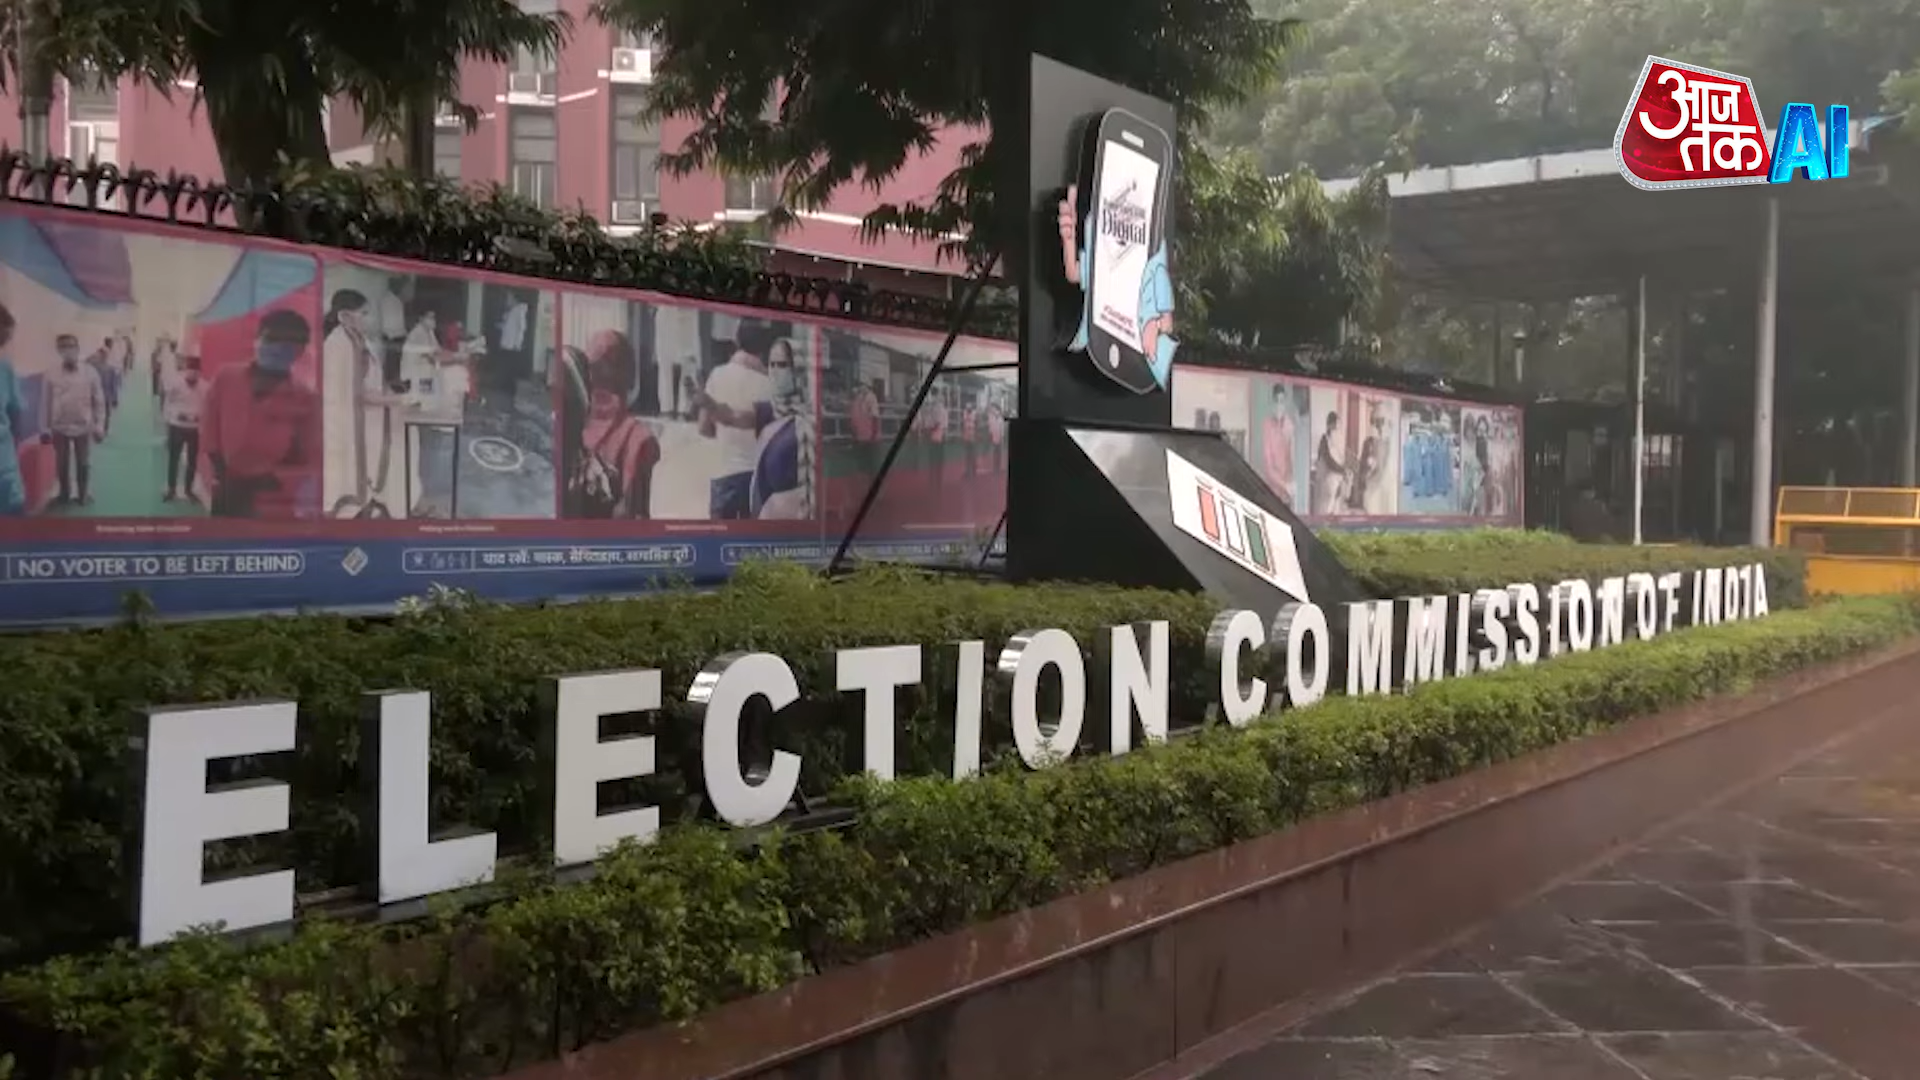 आज
तक AI
Digital
NO VOTER TO BE LEFT BEHIND
याद रखें: मास्क, सैनिटाइज़र, सामाजिक दूरी
ELECTION COMMISSION OF INDIA